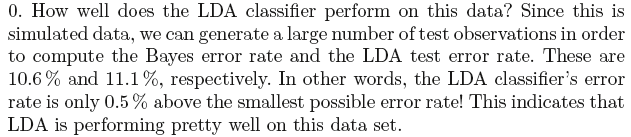 0. How well does the LDA classifier perform on this data? Since this is
simulated data, we can generate a large number of test observations in order
to compute the Bayes error rate and the LDA test error rate. These are
10.6 % and 11.1 %, respectively. In other words, the LDA classifier's error
rate is only 0.5 % above the smallest possible error rate! This indicates that
LDA is performing pretty well on this data set.